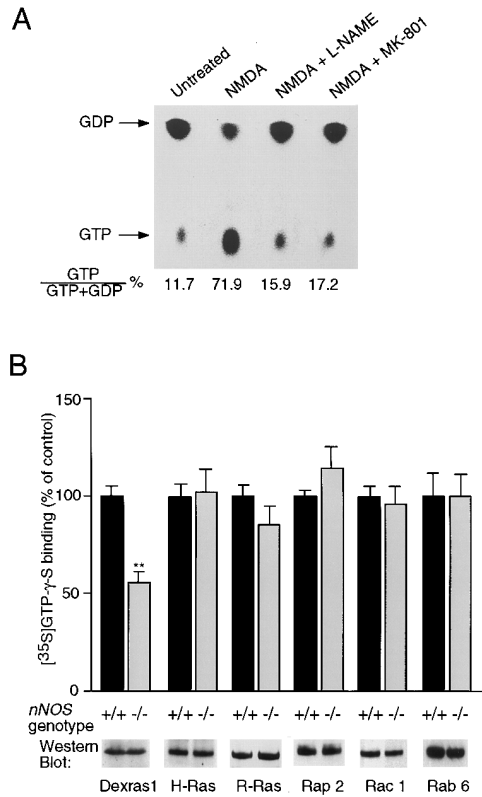 A
Untreated
NMDA
NMDA + L-NAME
NMDA + MK-801
GDP
GTP
GTP
GTP+GDP
%
11.7 71.9 15.9 17.2
B
[35S]GTP-γ-S binding (% of control)
150
100
50
0
**
nNOS
genotype
+/+ -/- +/+ -/- +/+ -/- +/+ -/- +/+ -/- +/+ -/-
Western
Blot:
Dexras1 H-Ras R-Ras Rap 2 Rac 1 Rab 6